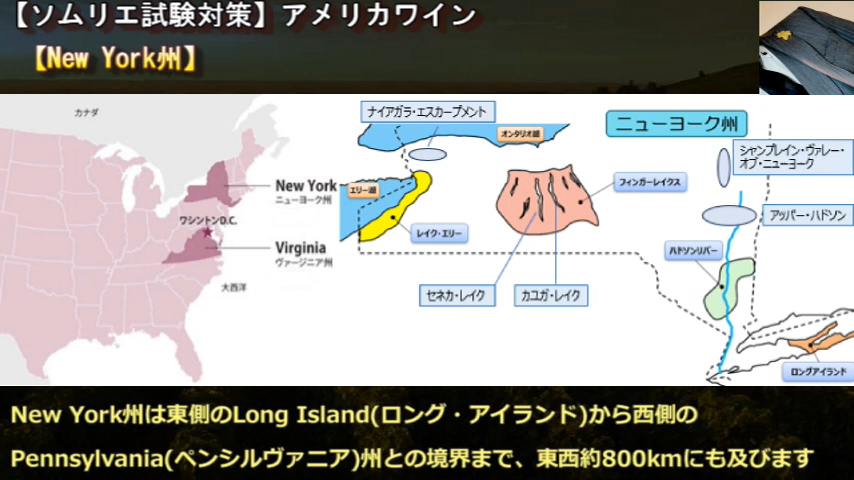 【ソムリエ試験対策】アメリカワイン
【New York州】
カナダ
New York
ニューヨーク州
ワシントンD.C.
Virginia
ヴァージニア州
大西洋
ナイアガラ・エスカープメント
オンタリオ湖
ニューヨーク州
シャンプレイン・ヴァレー・
オブ・ニューヨーク
エリー湖
フィンガーレイクス
アッパー・ハドソン
レイク・エリー
ハドソンリバー
セネカ・レイク
カユガ・レイク
ロングアイランド
New York州は東側のLong Island(ロング・アイランド)から西側の
Pennsylvania(ペンシルヴァニア)州との境界まで、東西約800kmにも及びます